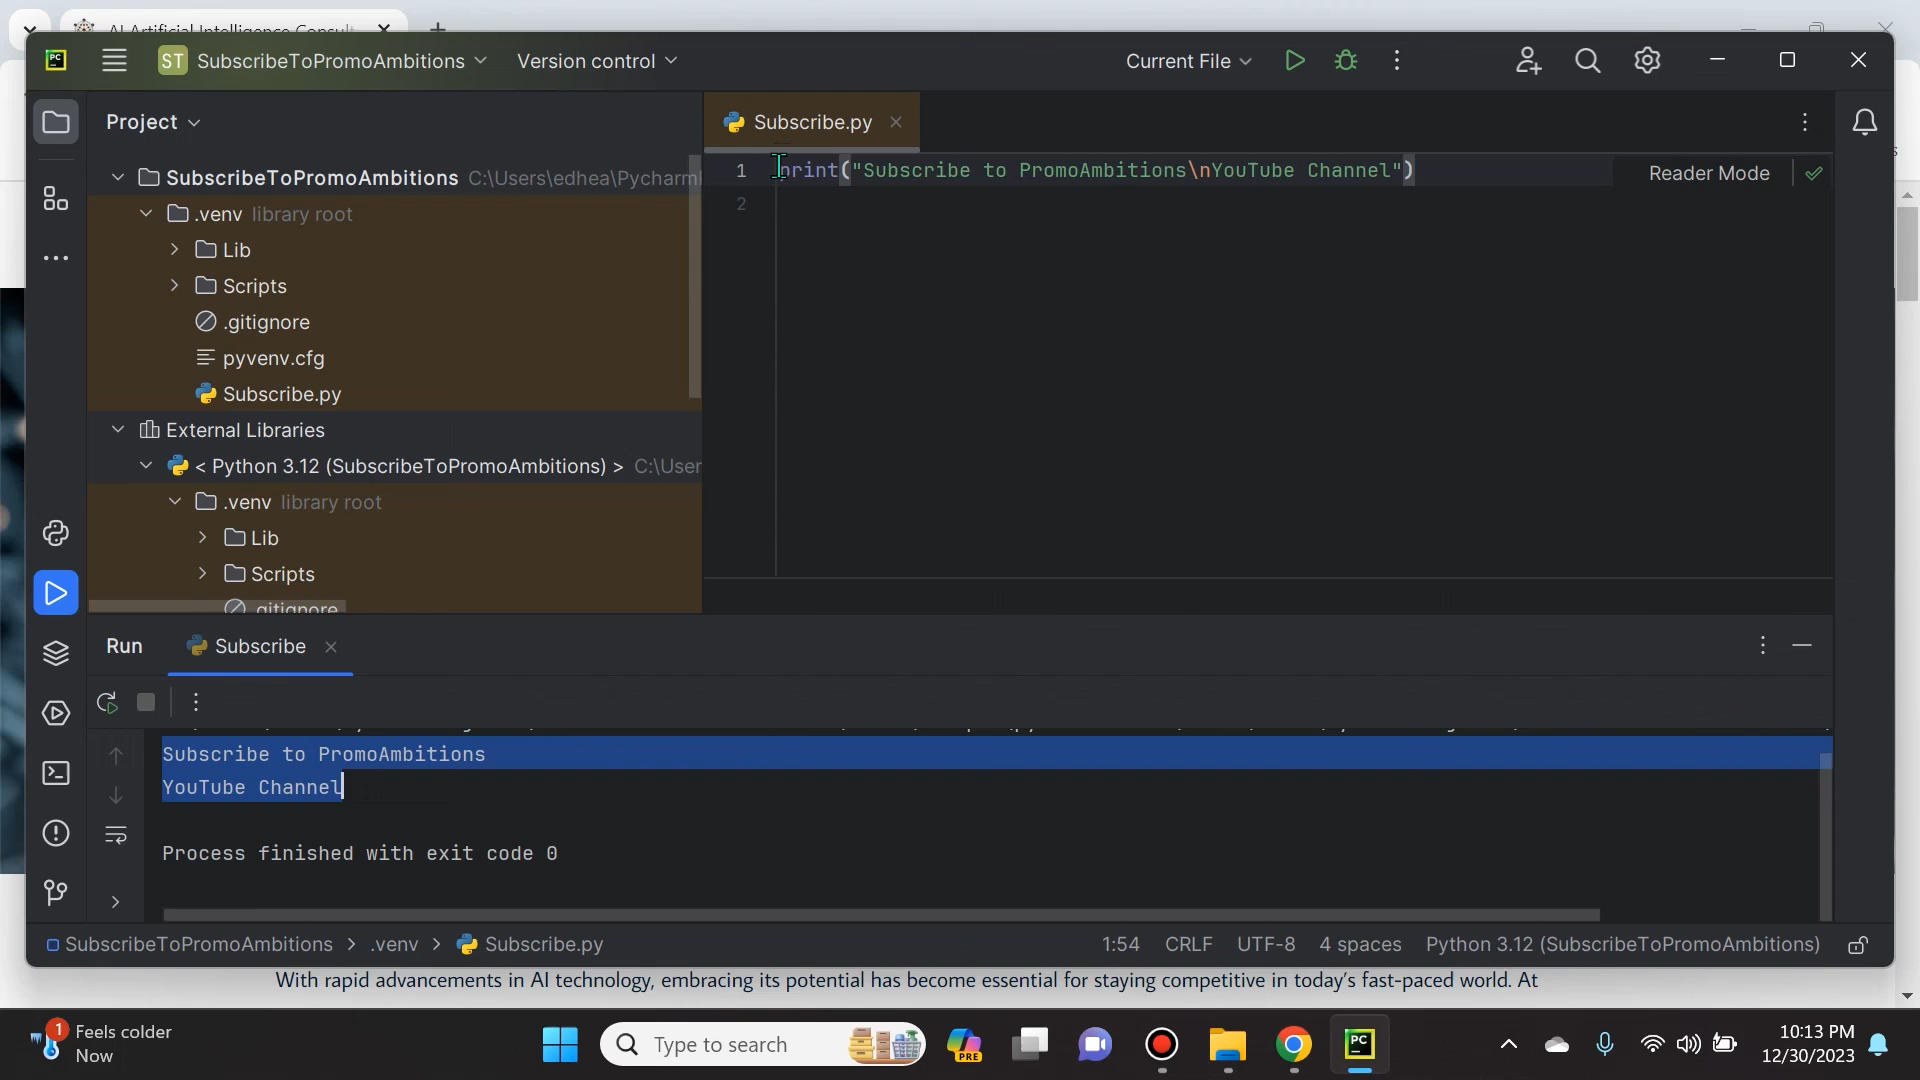 PC
ST SubscribeToPromoAmbitions
Version control
Current File
Project
Subscribe.py
SubscribeToPromoAmbitions C:\Users\edhea\Pycharm
.venv library root
Lib
Scripts
.gitignore
pyvenv.cfg
Subscribe.py
External Libraries
< Python 3.12 (SubscribeToPromoAmbitions) > C:\User
.venv library root
Lib
Scripts
.gitignore
1 print("Subscribe to PromoAmbitions\nYouTube Channel")
2
Reader Mode
Run
Subscribe
Subscribe to PromoAmbitions
YouTube Channel
Process finished with exit code 0
SubscribeToPromoAmbitions > .venv > Subscribe.py
1:54 CRLF UTF-8 4 spaces Python 3.12 (SubscribeToPromoAmbitions)
With rapid advancements in AI technology, embracing its potential has become essential for staying competitive in today's fast-paced world. At
1
Feels colder
Now
Type to search
PRE
PC
10:13 PM
12/30/2023